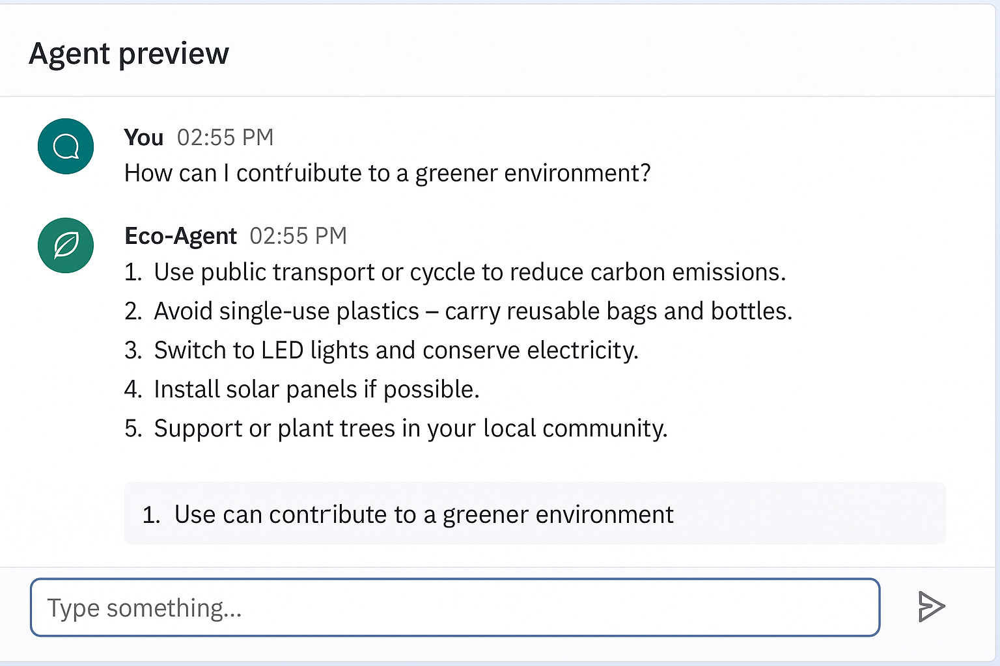 Agent preview
You 02:55 PM
How can I contŕuibute to a greener environment?
Eco-Agent 02:55 PM
1. Use public transport or cyccle to reduce carbon emissions.
2. Avoid single-use plastics – carry reusable bags and bottles.
3. Switch to LED lights and conserve electricity.
4. Install solar panels if possible.
5. Support or plant trees in your local community.
1. Use can contribute to a greener environment
Type something...